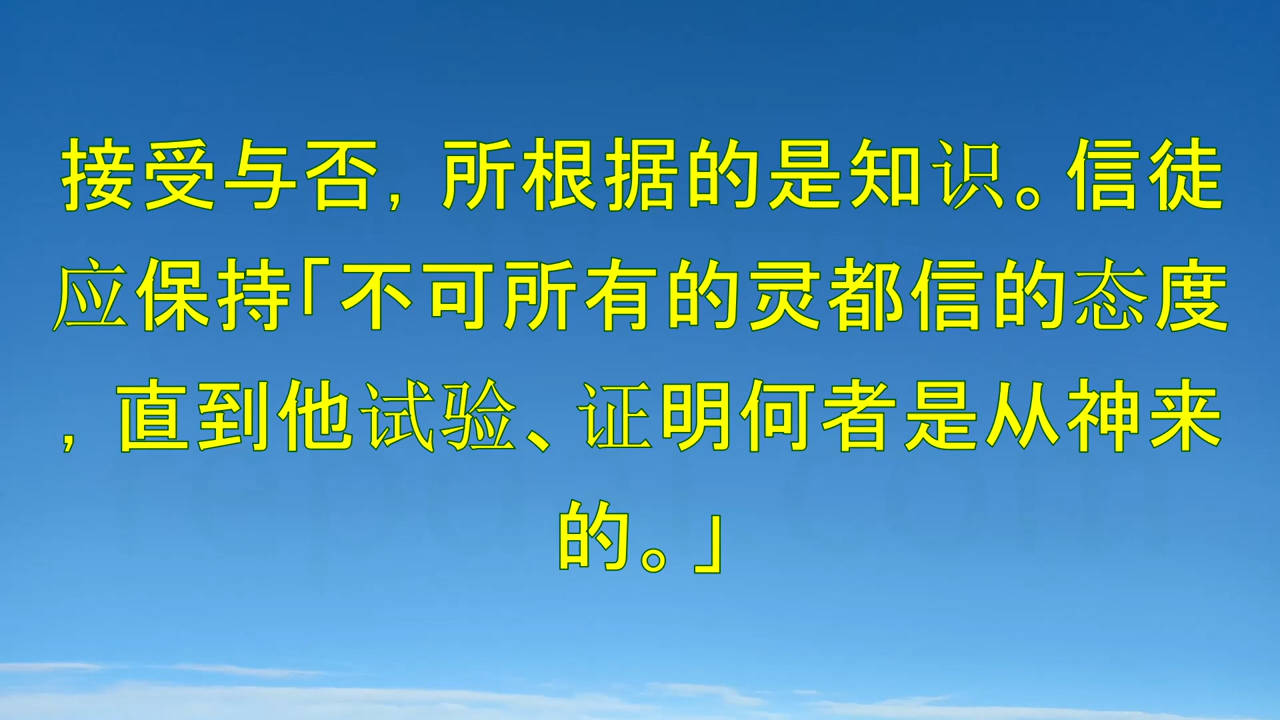 接受与否，所根据的是知识。信徒
应保持「不可所有的灵都信的态度
，直到他试验、证明何者是从神来
的。」